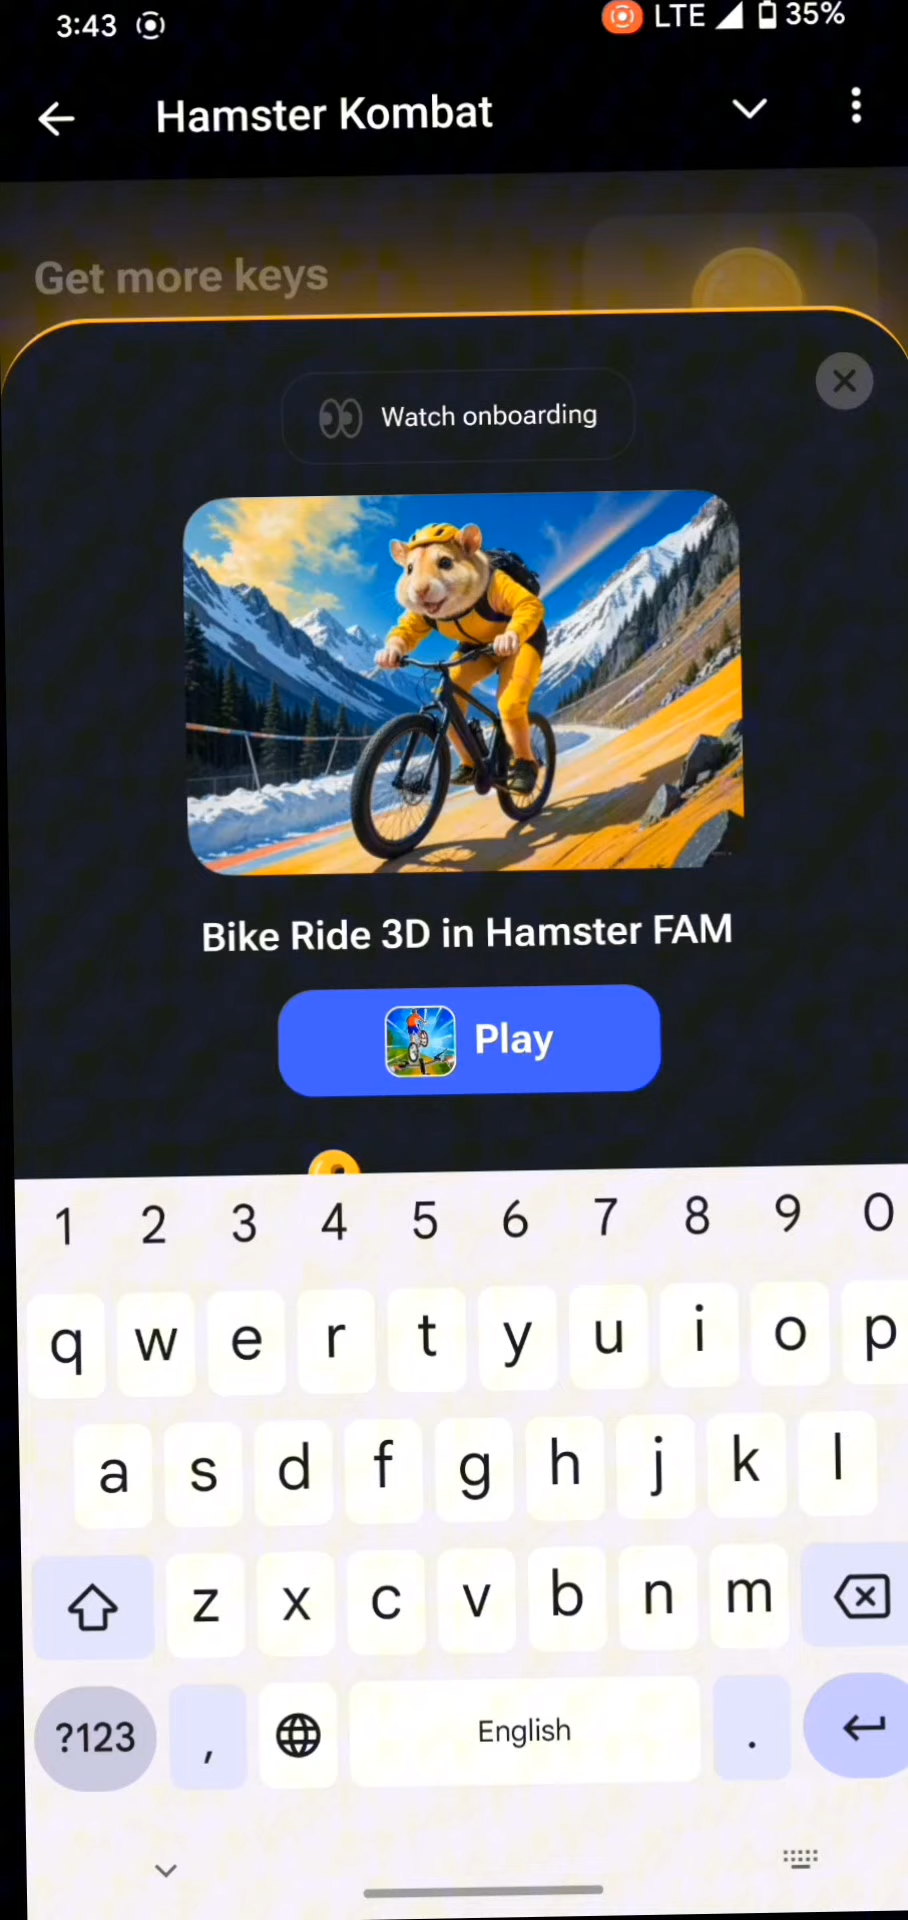 3:43 LTE 35%
Hamster Kombat
Get more keys
Watch onboarding
Bike Ride 3D in Hamster FAM
Play
1 2 3 4 5 6 7 8 9 0
q w e r t y u i o p
a s d f g h j k l
z x c v b n m
?123 , English .